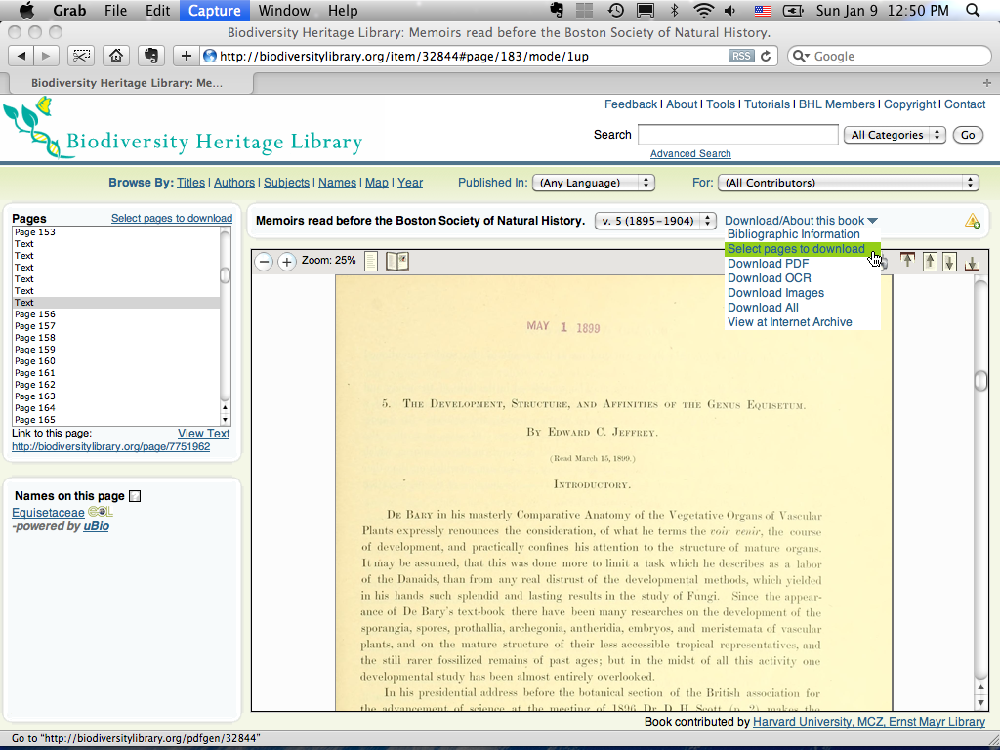 Grab File Edit Capture Window Help Sun Jan 9 12:50 PM
Biodiversity Heritage Library: Memoirs read before the Boston Society of Natural History.
http://biodiversitylibrary.org/item/32844#page/183/mode/1up RSS Google
Biodiversity Heritage Library: Me...
Feedback | About | Tools | Tutorials | BHL Members | Copyright | Contact
Biodiversity Heritage Library
Search All Categories Go
Advanced Search
Browse By: Titles | Authors | Subjects | Names | Map | Year Published In: (Any Language) For: (All Contributors)
Pages Select pages to download
Page 153
Text
Text
Text
Text
Text
Text
Page 156
Page 157
Page 158
Page 159
Page 160
Page 161
Page 162
Page 163
Page 164
Page 165
Link to this page: View Text
http://biodiversitylibrary.org/page/7751962
Names on this page
Equisetaceae
-powered by uBio
Memoirs read before the Boston Society of Natural History. v. 5 (1895-1904) Download/About this book
Bibliographic Information
Select pages to download
Download PDF
Download OCR
Download Images
Download All
View at Internet Archive
Zoom: 25%
MAY 1 1899
5. The Development, Structure, and Affinities of the Genus Equisetum.
By Edward C. Jeffrey.
(Read March 15, 1899.)
Introductory.
De Bary in his masterly Comparative Anatomy of the Vegetative Organs of Vascular
Plants expressly renounces the consideration, of what he terms the voir venir, the course
of development, and practically confines his attention to the structure of mature organs.
It may be assumed, that this was done more to limit a task which he describes as a labor
of the Danaids, than from any real distrust of the developmental methods, which yielded
in his hands such splendid and lasting results in the study of Fungi. Since the appear-
ance of De Bary's text-book there have been many researches on the development of the
sporangia, spores, prothallia, archegonia, antheridia, embryos, and meristemata of vascular
plants, and on the mature structure of their less accessible tropical representatives, and
the still rarer fossilized remains of past ages; but in the midst of all this activity one
developmental study has been almost entirely overlooked.
In his presidential address before the botanical section of the British association for
the advancement of science at the meeting of 1896 Dr. D. H. Scott (p. 2) makes the
Book contributed by Harvard University, MCZ, Ernst Mayr Library
Go to "http://biodiversitylibrary.org/pdfgen/32844"